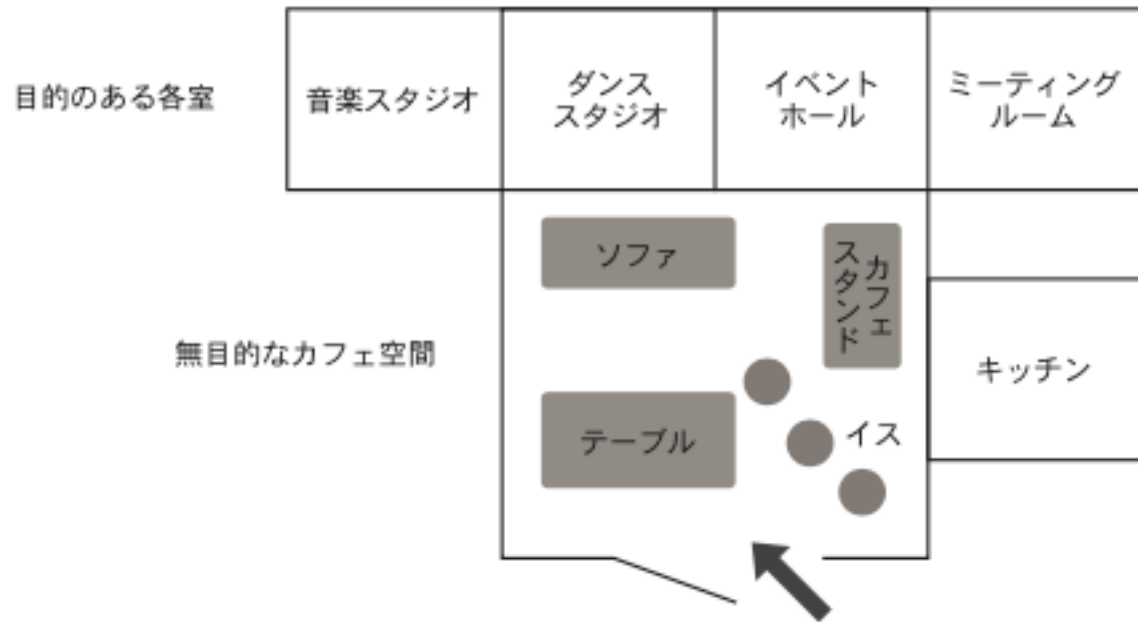 目的のある各室
音楽スタジオ
ダンス
スタジオ
イベント
ホール
ミーティング
ルーム
ソファ
カフェ
スタンド
無目的なカフェ空間
キッチン
テーブル
イス